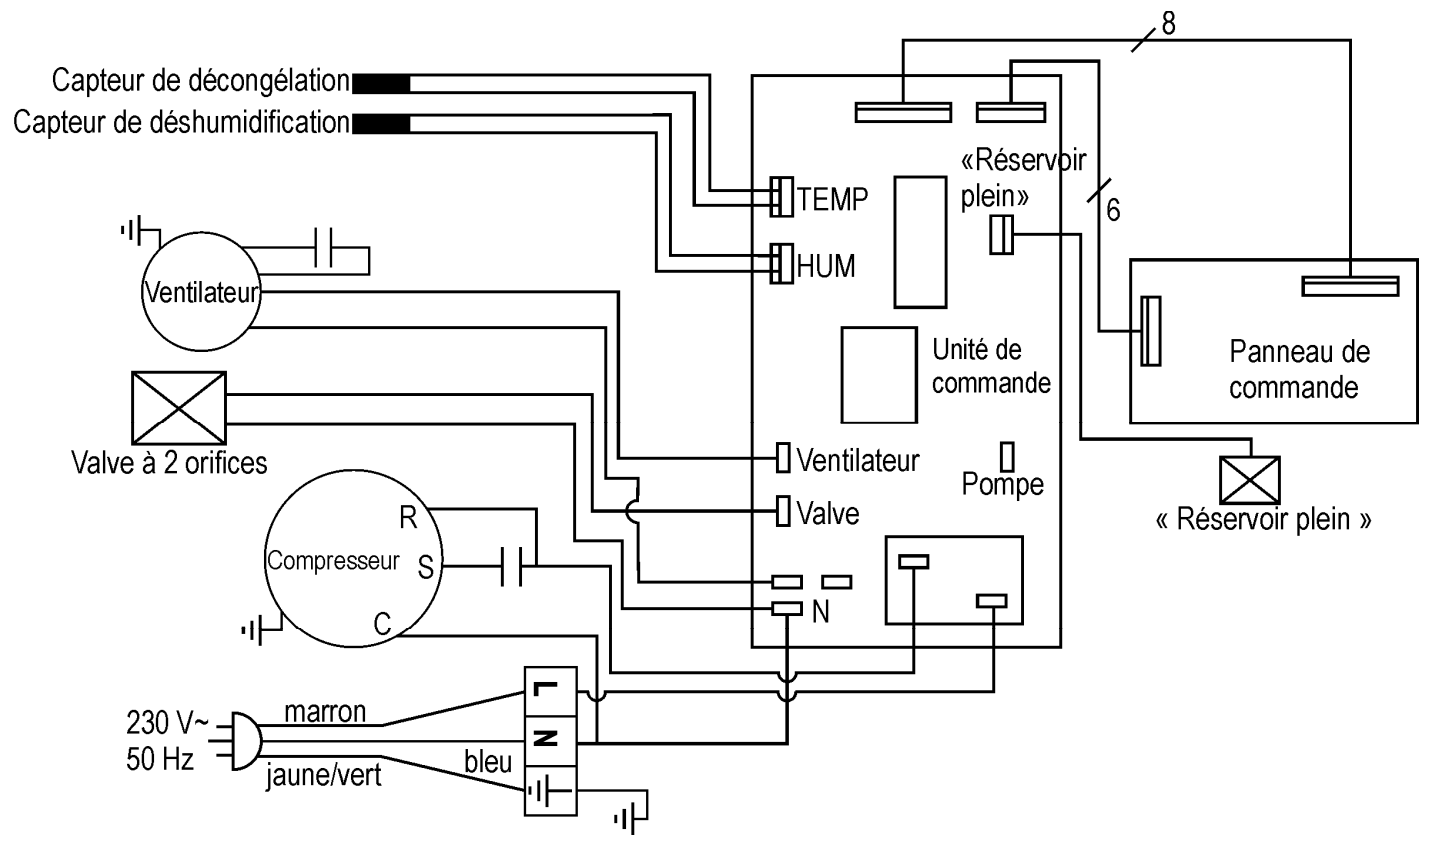 8
Capteur de décongélation
Capteur de déshumidification
«Réservoir
plein»
TEMP
6
HUM
Ventilateur
Unité de
commande
Panneau de
commande
Valve à 2 orifices
Ventilateur
Pompe
Valve
« Réservoir plein »
R
Compresseur
S
N
C
L
marron
230 V~
50 Hz
N
bleu
jaune/vert